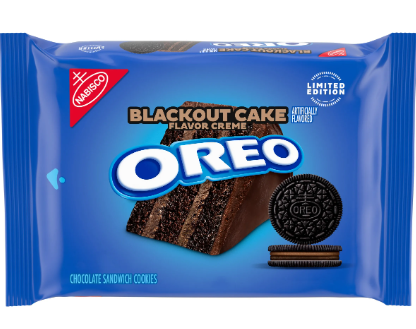 NABISCO
LIMITED
EDITION
BLACKOUT CAKE
FLAVOR CREME
ARTIFICIALLY
FLAVORED
OREO
OREO
CHOCOLATE SANDWICH COOKIES